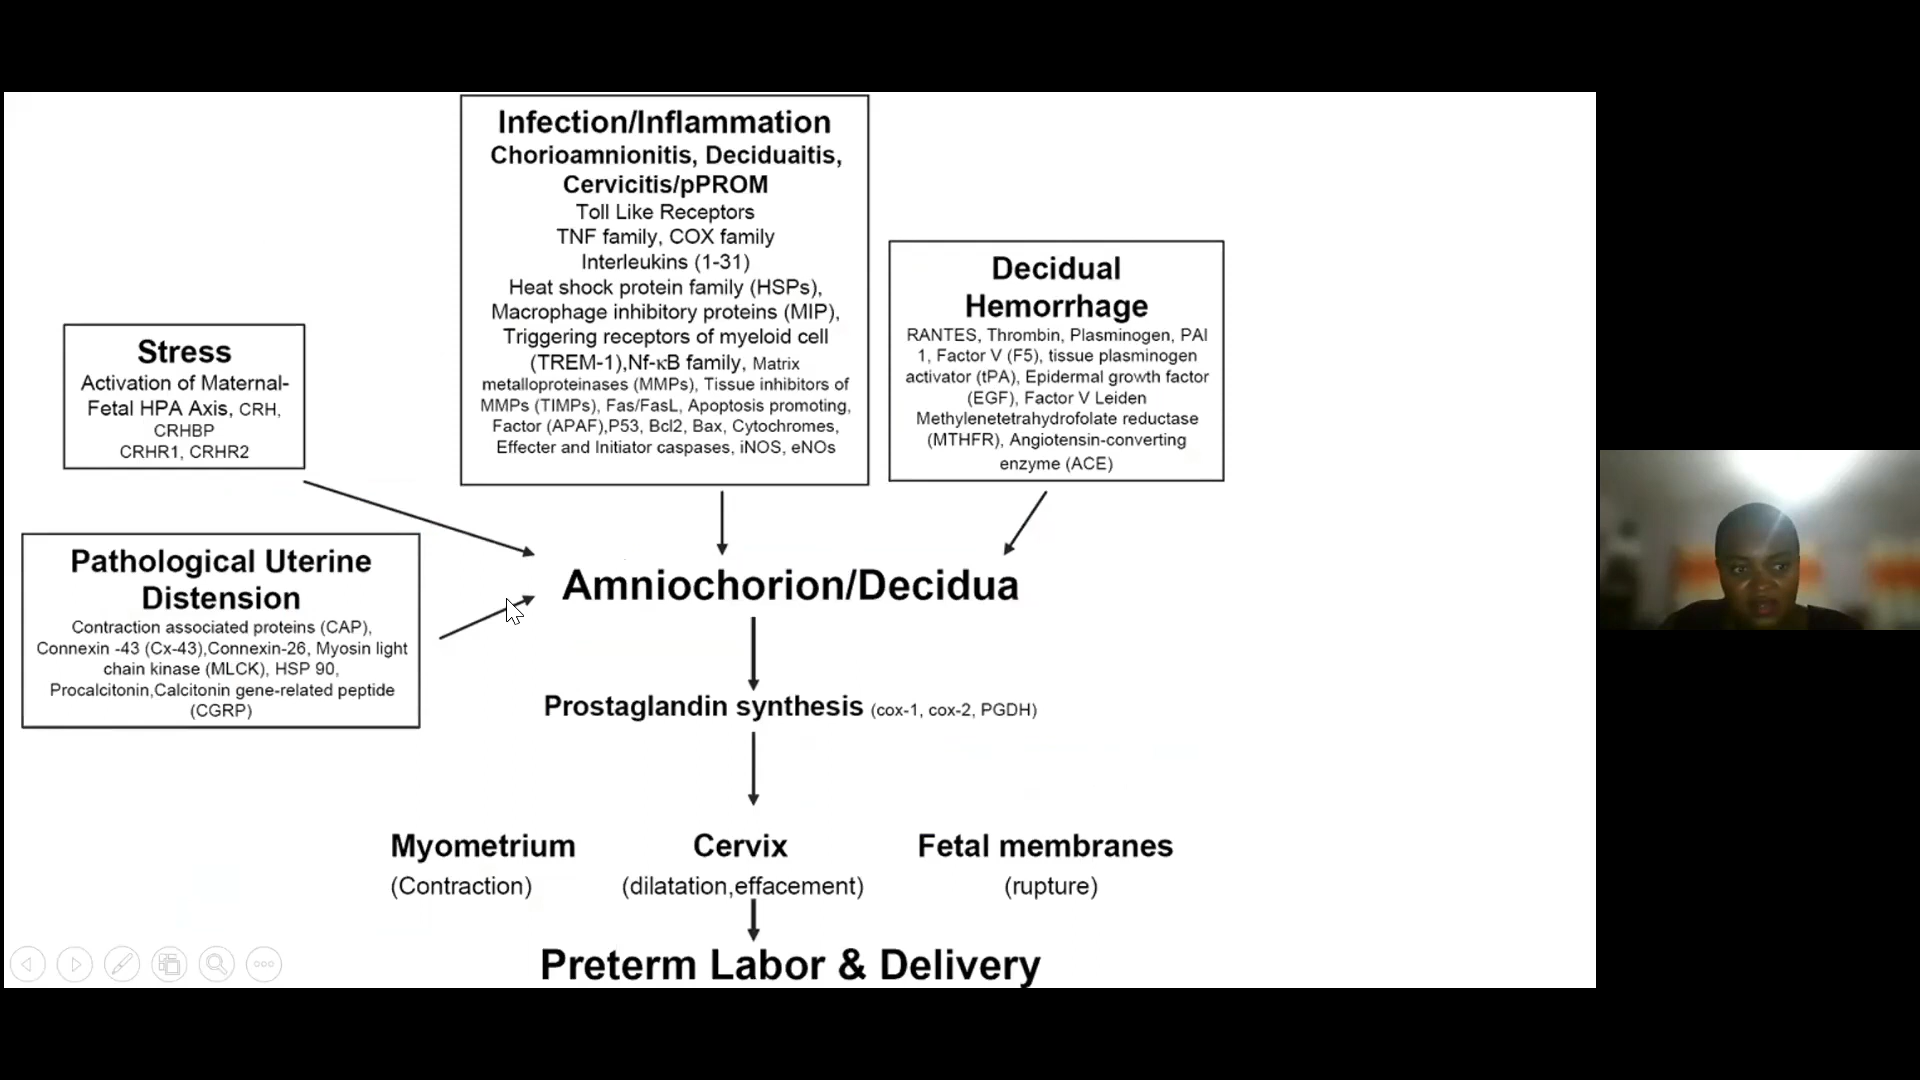 Infection/Inflammation
Chorioamnionitis, Deciduaitis,
Cervicitis/pPROM
Toll Like Receptors
TNF family, COX family
Interleukins (1-31)
Heat shock protein family (HSPs),
Macrophage inhibitory proteins (MIP),
Triggering receptors of myeloid cell
(TREM-1),Nf-κB family, Matrix
metalloproteinases (MMPs), Tissue inhibitors of
MMPs (TIMPs), Fas/FasL, Apoptosis promoting,
Factor (APAF),P53, Bcl2, Bax, Cytochromes,
Effecter and Initiator caspases, iNOS, eNOs
Decidual
Hemorrhage
RANTES, Thrombin, Plasminogen, PAI
1, Factor V (F5), tissue plasminogen
activator (tPA), Epidermal growth factor
(EGF), Factor V Leiden
Methylenetetrahydrofolate reductase
(MTHFR), Angiotensin-converting
enzyme (ACE)
Stress
Activation of Maternal-
Fetal HPA Axis, CRH,
CRHBP
CRHR1, CRHR2
Pathological Uterine
Distension
Contraction associated proteins (CAP),
Connexin -43 (Cx-43),Connexin-26, Myosin light
chain kinase (MLCK), HSP 90,
Procalcitonin,Calcitonin gene-related peptide
(CGRP)
Amniochorion/Decidua
Prostaglandin synthesis (cox-1, cox-2, PGDH)
Myometrium
(Contraction)
Cervix
(dilatation,effacement)
Fetal membranes
(rupture)
Preterm Labor & Delivery